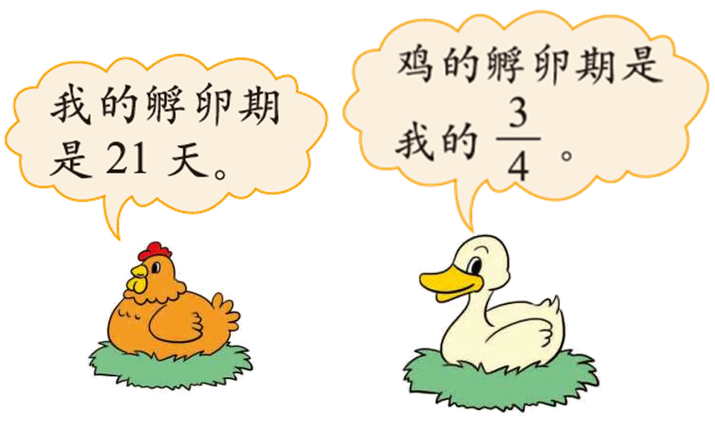 我的孵卵期
是 21 天。
鸡的孵卵期是
我的 3/4 。